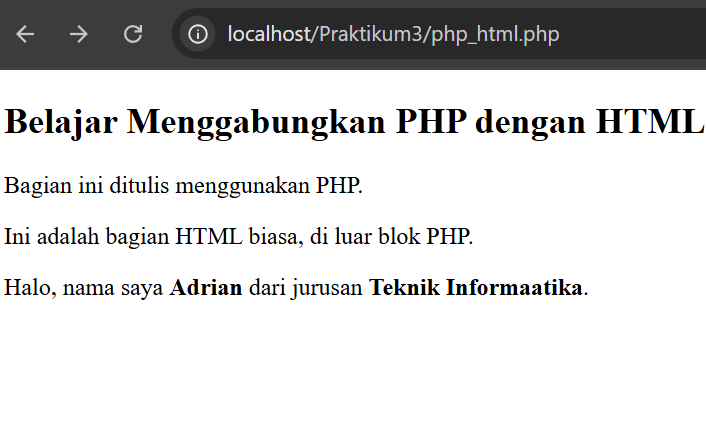 localhost/Praktikum3/php_html.php
Belajar Menggabungkan PHP dengan HTML
Bagian ini ditulis menggunakan PHP.
Ini adalah bagian HTML biasa, di luar blok PHP.
Halo, nama saya Adrian dari jurusan Teknik Informaatika.